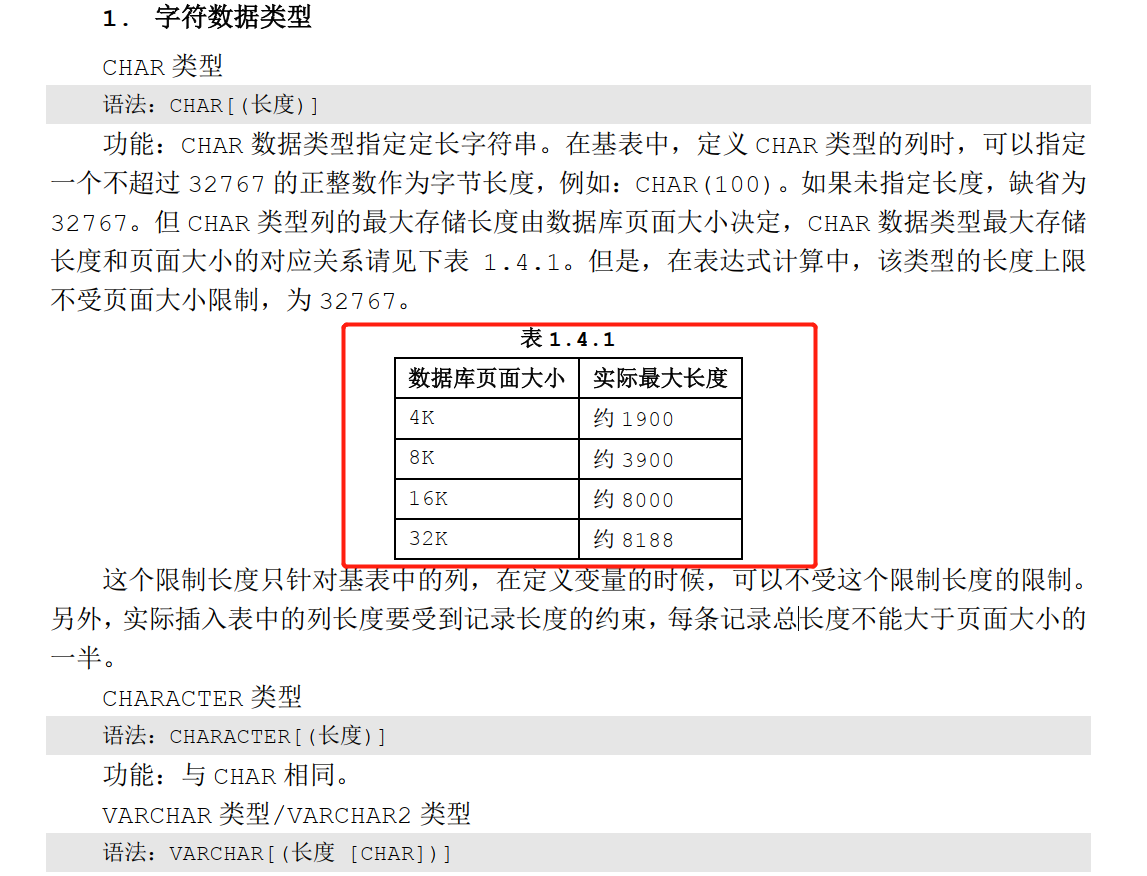 1. 字符数据类型
CHAR 类型
语法：CHAR[(长度)]
功能：CHAR 数据类型指定定长字符串。在基表中，定义 CHAR 类型的列时，可以指定
一个不超过 32767 的正整数作为字节长度，例如：CHAR(100)。如果未指定长度，缺省为
32767。但 CHAR 类型列的最大存储长度由数据库页面大小决定，CHAR 数据类型最大存储
长度和页面大小的对应关系请见下表 1.4.1。但是，在表达式计算中，该类型的长度上限
不受页面大小限制，为 32767。
表 1.4.1
数据库页面大小 实际最大长度
4K 约 1900
8K 约 3900
16K 约 8000
32K 约 8188
这个限制长度只针对基表中的列，在定义变量的时候，可以不受这个限制长度的限制。
另外，实际插入表中的列长度要受到记录长度的约束，每条记录总长度不能大于页面大小的
一半。
CHARACTER 类型
语法：CHARACTER[(长度)]
功能：与 CHAR 相同。
VARCHAR 类型/VARCHAR2 类型
语法：VARCHAR[(长度 [CHAR])]